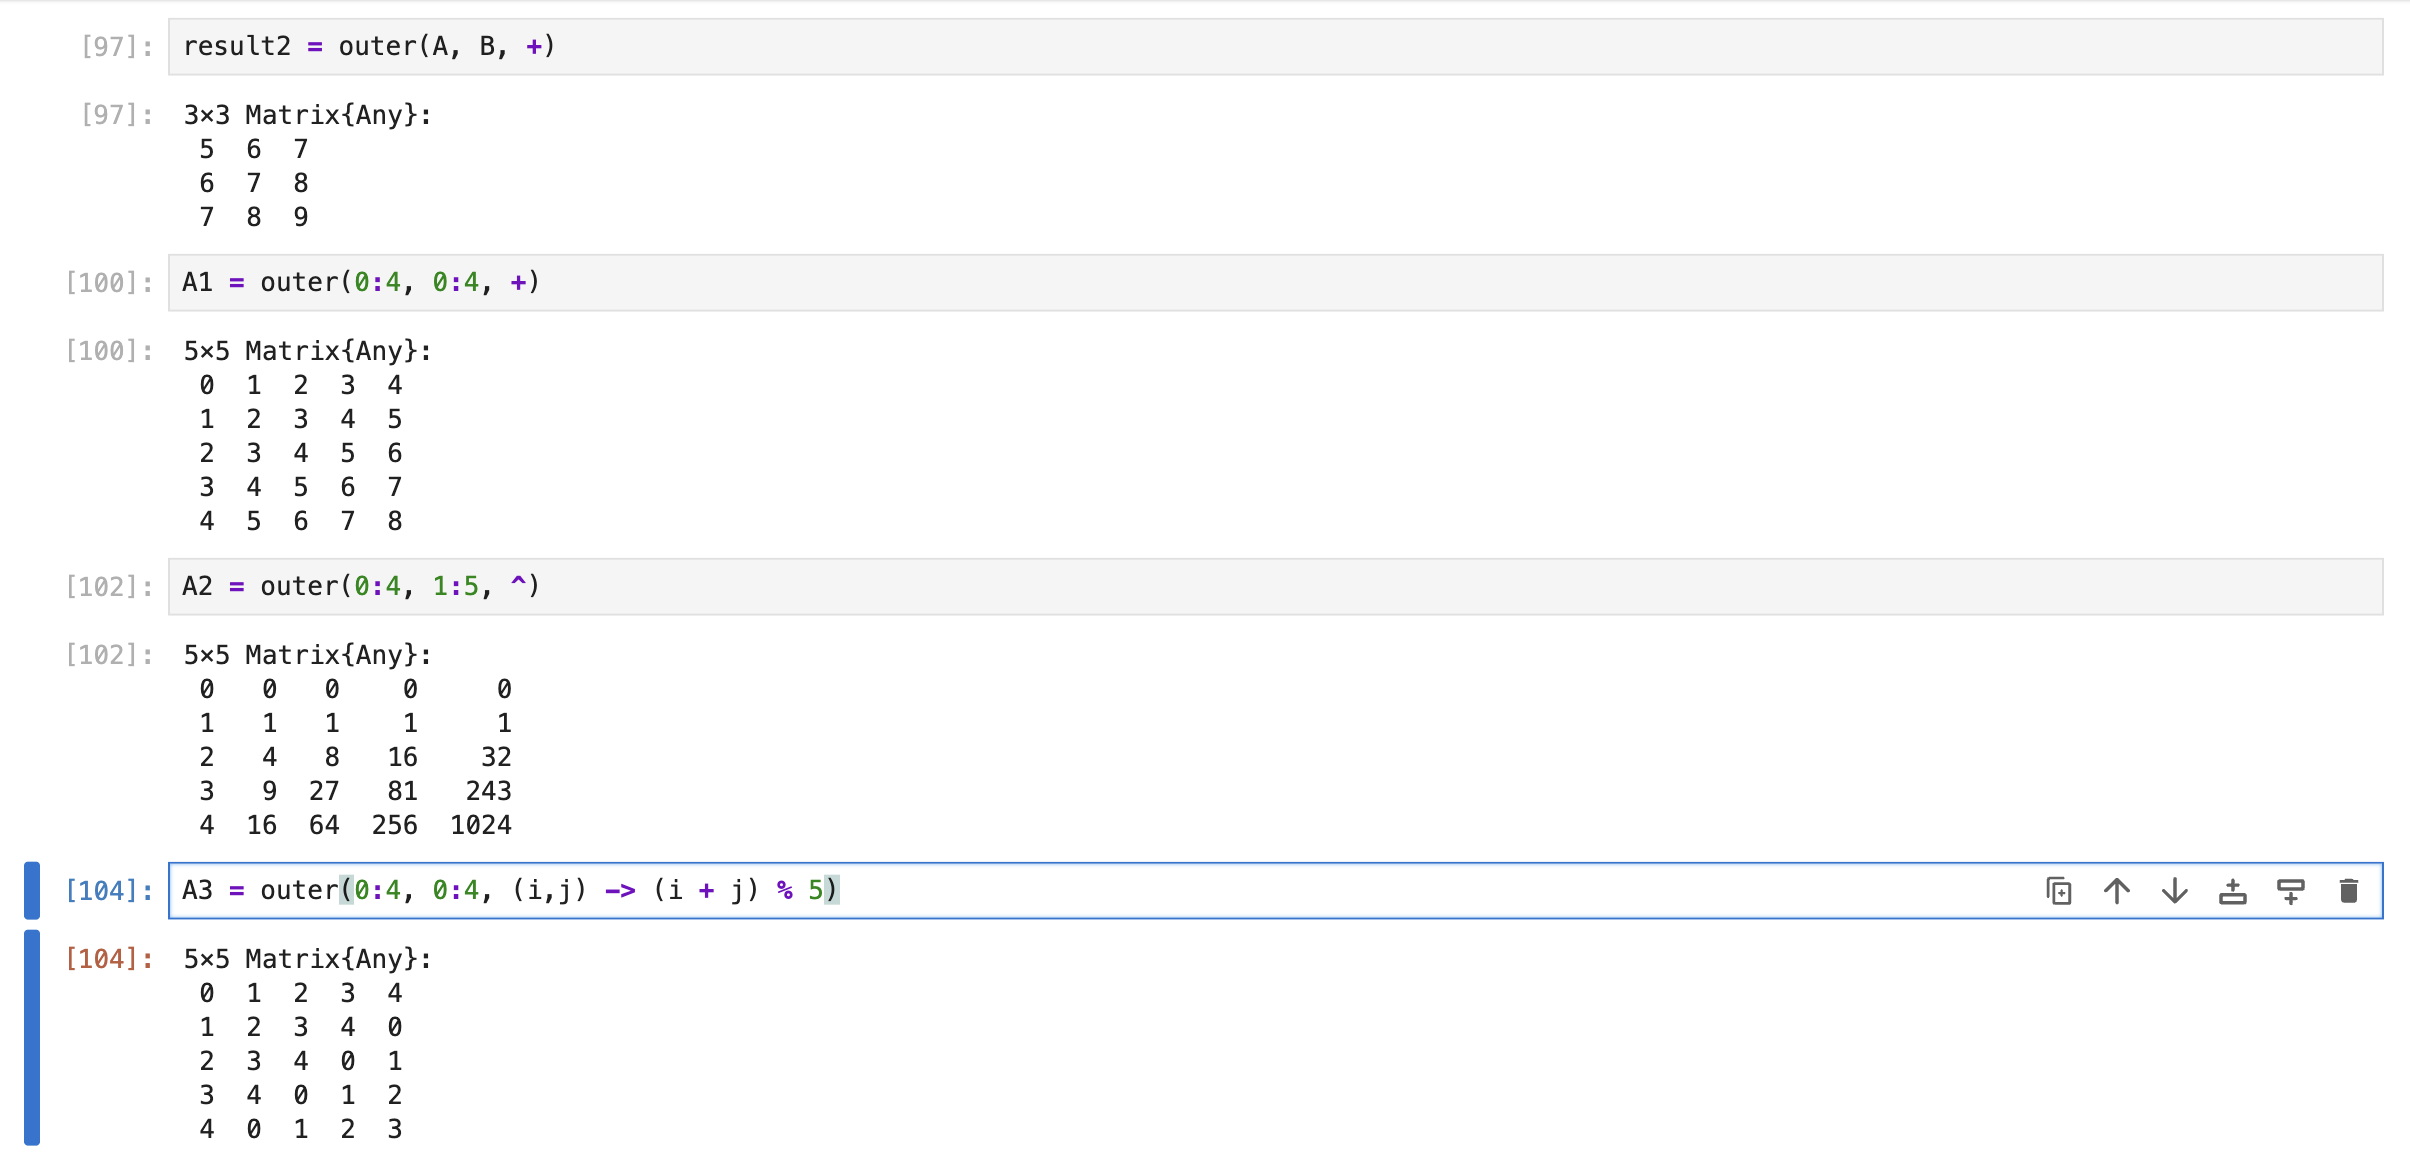 [97]: result2 = outer(A, B, +)
[97]: 3×3 Matrix{Any}:
5  6  7
6  7  8
7  8  9
[100]: A1 = outer(0:4, 0:4, +)
[100]: 5×5 Matrix{Any}:
0  1  2  3  4
1  2  3  4  5
2  3  4  5  6
3  4  5  6  7
4  5  6  7  8
[102]: A2 = outer(0:4, 1:5, ^)
[102]: 5×5 Matrix{Any}:
0   0   0    0     0
1   1   1    1     1
2   4   8   16    32
3   9  27   81   243
4  16  64  256  1024
[104]: A3 = outer(0:4, 0:4, (i,j) -> (i + j) % 5)
[104]: 5×5 Matrix{Any}:
0  1  2  3  4
1  2  3  4  0
2  3  4  0  1
3  4  0  1  2
4  0  1  2  3